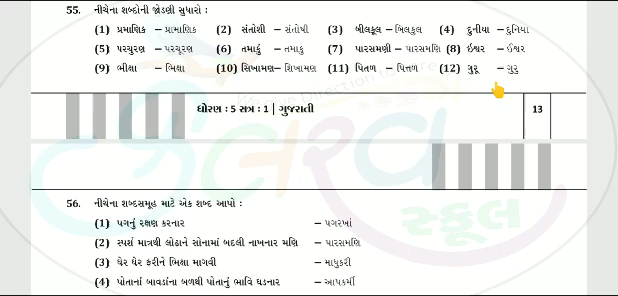 55. નીચેના શબ્દોની જોડણી સુધારો :
(1) પ્રમાણિક – પ્રામાણિક (2) સંતોશી – સંતોષી (3) બીલકૂલ – બિલકુલ (4) દુનીયા – દુનિયા
(5) પરચુરણ – પરચૂરણ (6) તમાકું – તમાકુ (7) પારસમણી – પારસમણિ (8) ઇશ્વર – ઈશ્વર
(9) ભીક્ષા – ભિક્ષા (10) સિખામણ – શિખામણ (11) પિતળ – પિત્તળ (12) ગુરૂ – ગુરુ
ધોરણ : 5 સત્ર : 1 | ગુજરાતી 13
56. નીચેના શબ્દસમૂહ માટે એક શબ્દ આપો :
(1) પગનું રક્ષણ કરનાર – પગરખાં
(2) સ્પર્શ માત્રથી લોઢાને સોનામાં બદલી નાખનાર મણિ – પારસમણિ
(3) ઘેર ઘેર ફરીને ભિક્ષા માગવી – માધુકરી
(4) પોતાનાં બાવડાંના બળથી પોતાનું ભાવિ ઘડનાર – આપકર્મી
કલરવ
સ્કૂલ